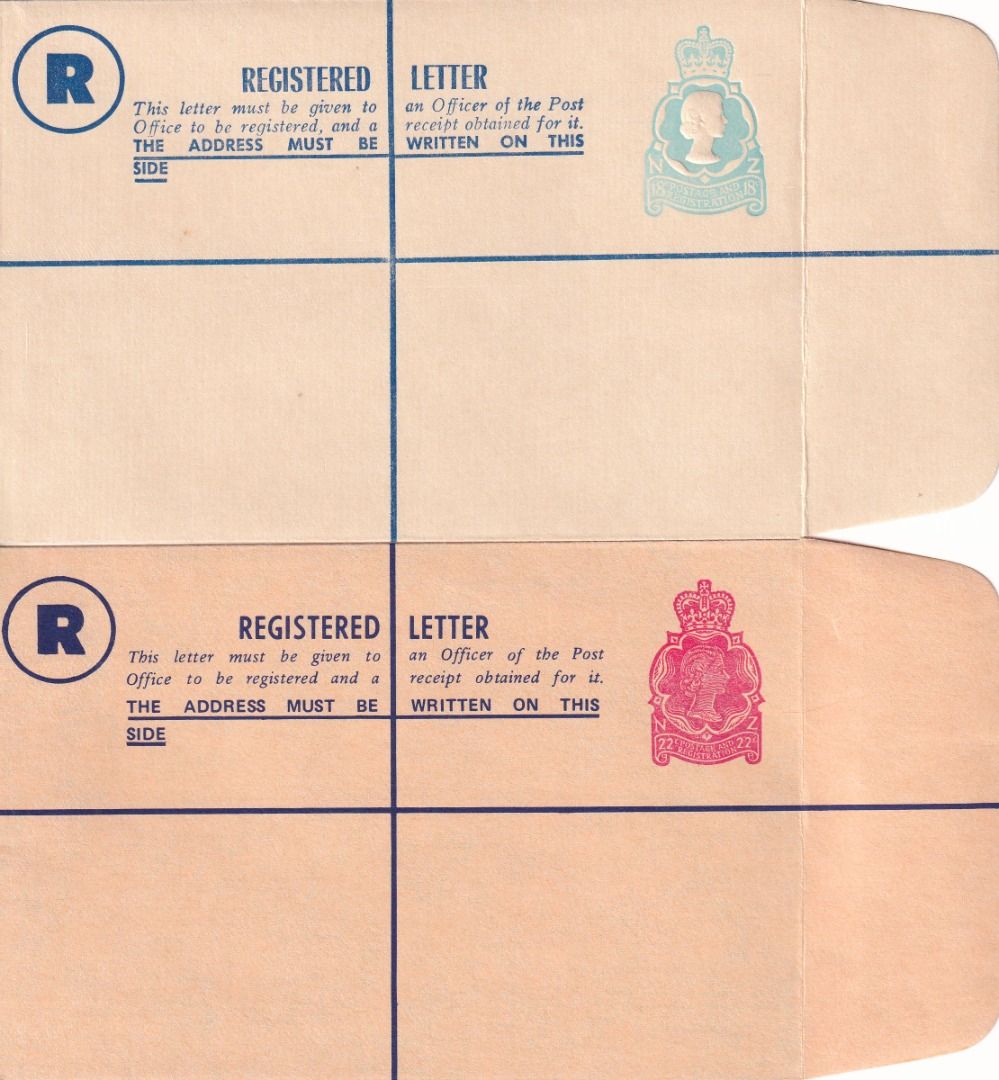 R
REGISTERED LETTER
This letter must be given to an Officer of the Post
Office to be registered, and a receipt obtained for it.
THE ADDRESS MUST BE WRITTEN ON THIS
SIDE
N Z
18c POSTAGE AND 18c
REGISTRATION
R
REGISTERED LETTER
This letter must be given to an Officer of the Post
Office to be registered and a receipt obtained for it.
THE ADDRESS MUST BE WRITTEN ON THIS
SIDE
N Z
22c POSTAGE AND 22c
REGISTRATION